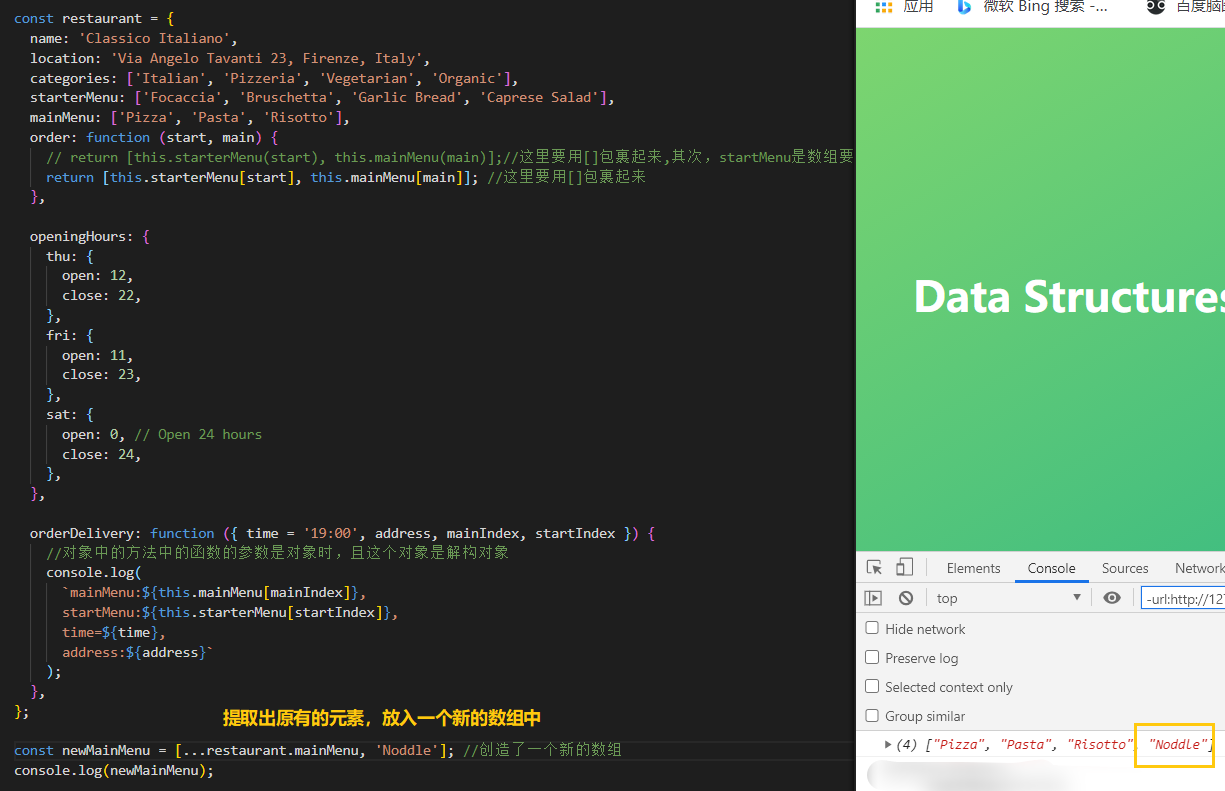 const restaurant = {
name: 'Classico Italiano',
location: 'Via Angelo Tavanti 23, Firenze, Italy',
categories: ['Italian', 'Pizzeria', 'Vegetarian', 'Organic'],
starterMenu: ['Focaccia', 'Bruschetta', 'Garlic Bread', 'Caprese Salad'],
mainMenu: ['Pizza', 'Pasta', 'Risotto'],
order: function (start, main) {
// return [this.starterMenu(start), this.mainMenu(main)];//这里要用[]包裹起来,其次，startMenu是数组要
return [this.starterMenu[start], this.mainMenu[main]]; //这里要用[]包裹起来
},
openingHours: {
thu: {
open: 12,
close: 22,
},
fri: {
open: 11,
close: 23,
},
sat: {
open: 0, // Open 24 hours
close: 24,
},
},
orderDelivery: function ({ time = '19:00', address, mainIndex, startIndex }) {
//对象中的方法中的函数的参数是对象时，且这个对象是解构对象
console.log(
`mainMenu:${this.mainMenu[mainIndex]},
startMenu:${this.starterMenu[startIndex]},
time=${time},
address:${address}`
);
},
};
提取出原有的元素，放入一个新的数组中
const newMainMenu = [...restaurant.mainMenu, 'Noddle']; //创造了一个新的数组
console.log(newMainMenu);
应用 微软 Bing 搜索 -... 百度脑
Data Structures
Elements Console Sources Network
top -url:http://12
Hide network
Preserve log
Selected context only
Group similar
(4) ["Pizza", "Pasta", "Risotto", "Noddle"]